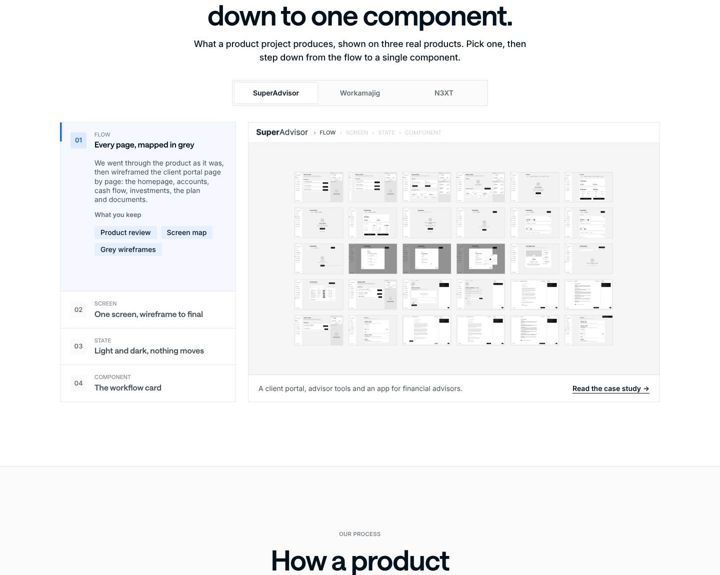 down to one component.
What a product project produces, shown on three real products. Pick one, then
step down from the flow to a single component.
SuperAdvisor
Workamajig
N3XT
01
FLOW
Every page, mapped in grey
We went through the product as it was,
then wireframed the client portal page
by page: the homepage, accounts,
cash flow, investments, the plan
and documents.
What you keep
Product review
Screen map
Grey wireframes
02
SCREEN
One screen, wireframe to final
03
STATE
Light and dark, nothing moves
04
COMPONENT
The workflow card
SuperAdvisor › FLOW › SCREEN › STATE › COMPONENT
A client portal, advisor tools and an app for financial advisors.
Read the case study →
OUR PROCESS
How a product